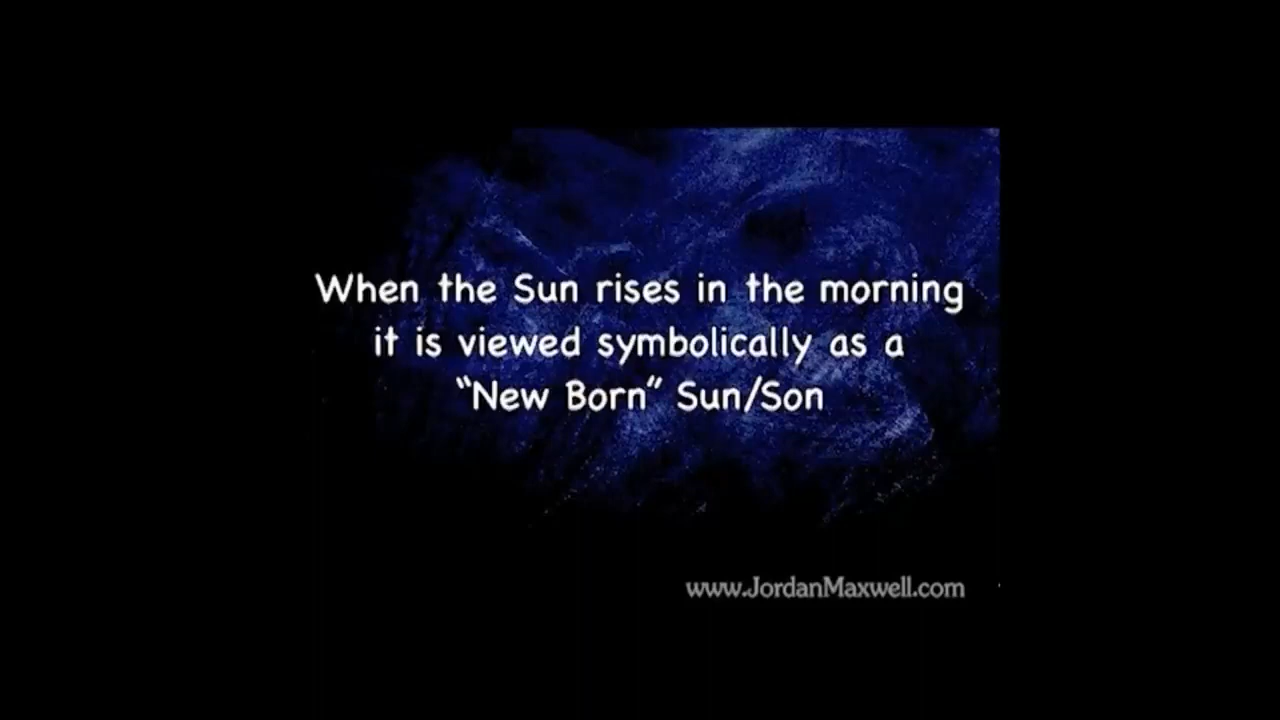 When the Sun rises in the morning
it is viewed symbolically as a
“New Born” Sun/Son
www.JordanMaxwell.com